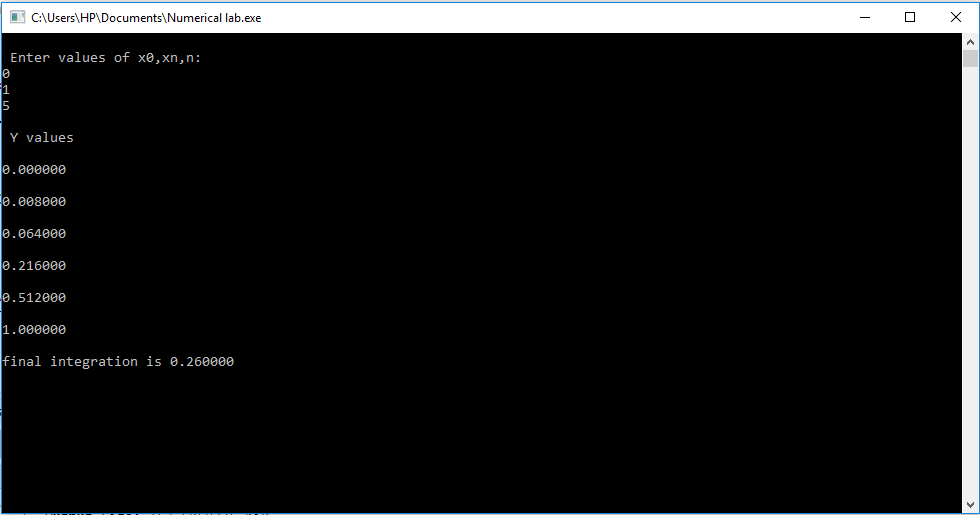 C:\Users\HP\Documents\Numerical lab.exe
Enter values of x0,xn,n:
0
1
5
Y values
0.000000
0.008000
0.064000
0.216000
0.512000
1.000000
final integration is 0.260000